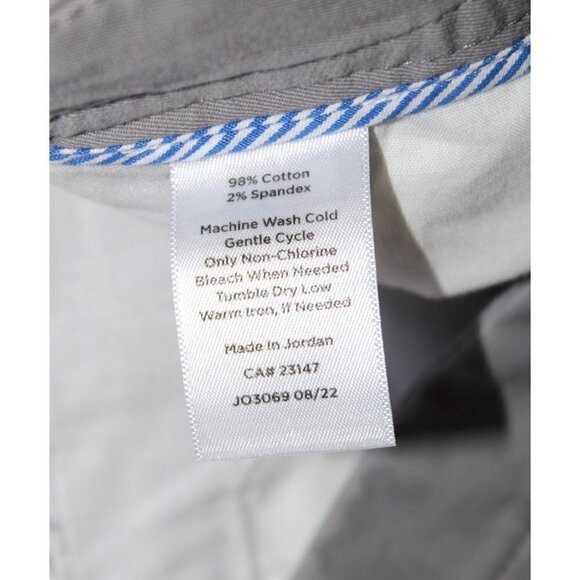 98% Cotton
2% Spandex
Machine Wash Cold
Gentle Cycle
Only Non-Chlorine
Bleach When Needed
Tumble Dry Low
Warm Iron, if Needed
Made In Jordan
CA# 23147
JO3069 08/22